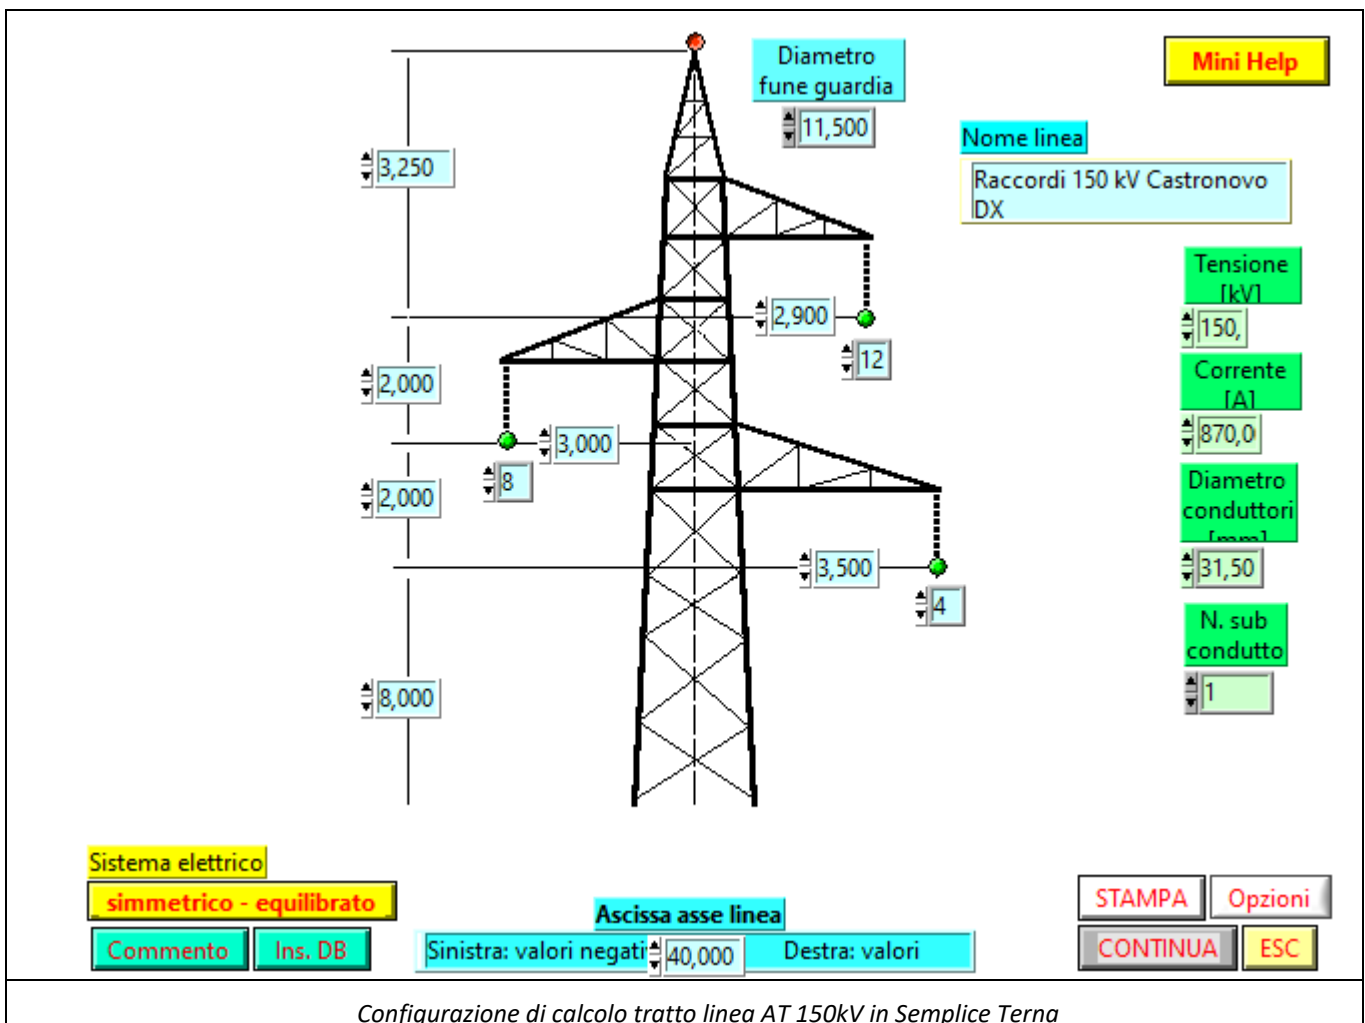 Diametro
fune guardia
11,500
Mini Help
Nome linea
Raccordi 150 kV Castronovo
DX
3,250
Tensione
[kV]
150,
2,900
12
Corrente
[A]
870,0
2,000
3,000
8
2,000
Diametro
conduttori
[mm]
31,50
3,500
4
N. sub
condutto
1
8,000
Sistema elettrico
simmetrico - equilibrato
Commento
Ins. DB
Ascissa asse linea
Sinistra: valori negati
40,000
Destra: valori
STAMPA
Opzioni
CONTINUA
ESC
Configurazione di calcolo tratto linea AT 150kV in Semplice Terna